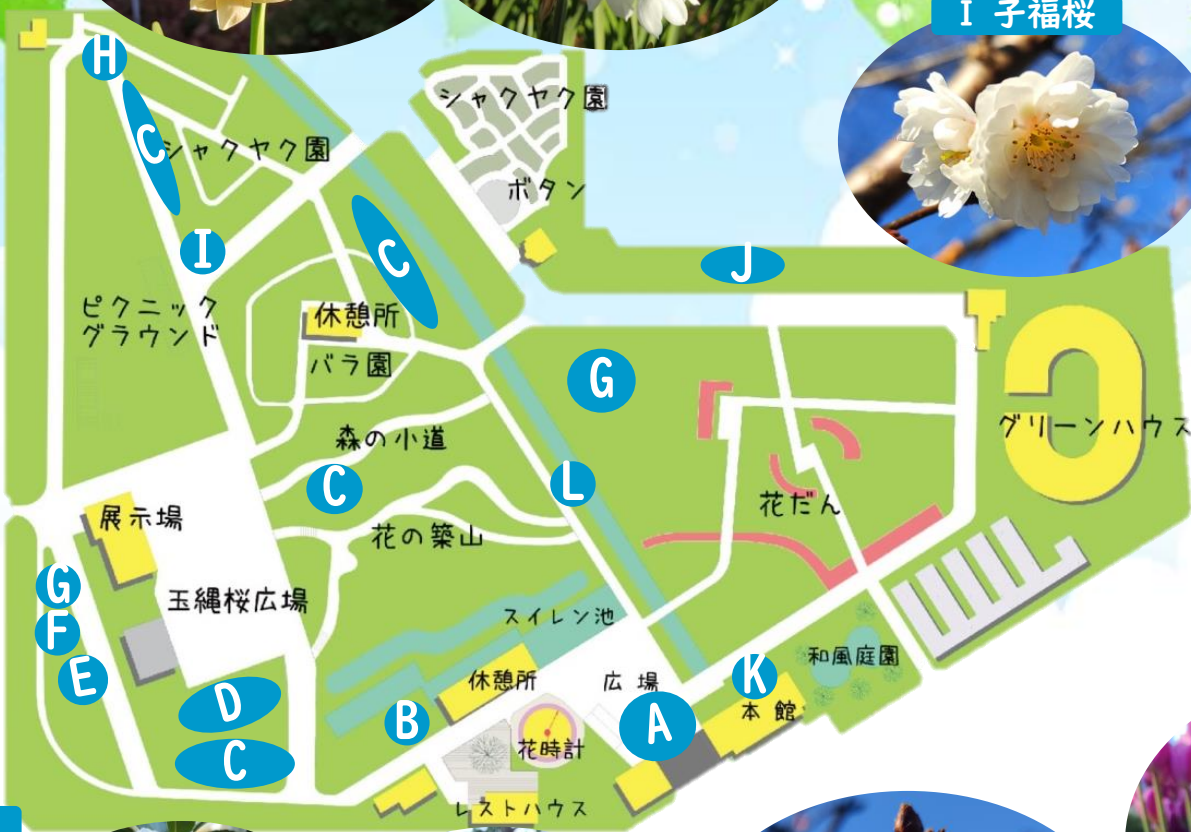 I 子福桜
H
シャクヤク園
C
シャクヤク園
ボタン
I
C
J
ピクニック
グラウンド
休憩所
バラ園
G
グリーンハウス
森の小道
C
L
花だん
展示場
花の築山
G
玉縄桜広場
スイレン池
F
E
和風庭園
休憩所
広場
K
D
B
A
本館
C
花時計
レストハウス